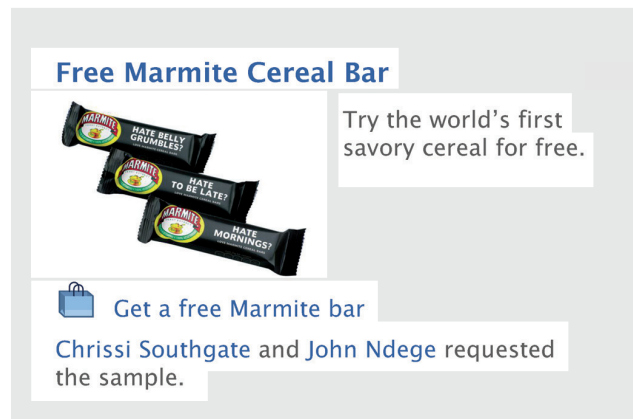 Free Marmite Cereal Bar
MARMITE
HATE BELLY
GRUMBLES?
MARMITE
HATE
TO BE LATE?
MARMITE
HATE
MORNINGS?
Try the world's first
savory cereal for free.
Get a free Marmite bar
Chrissi Southgate and John Ndege requested
the sample.